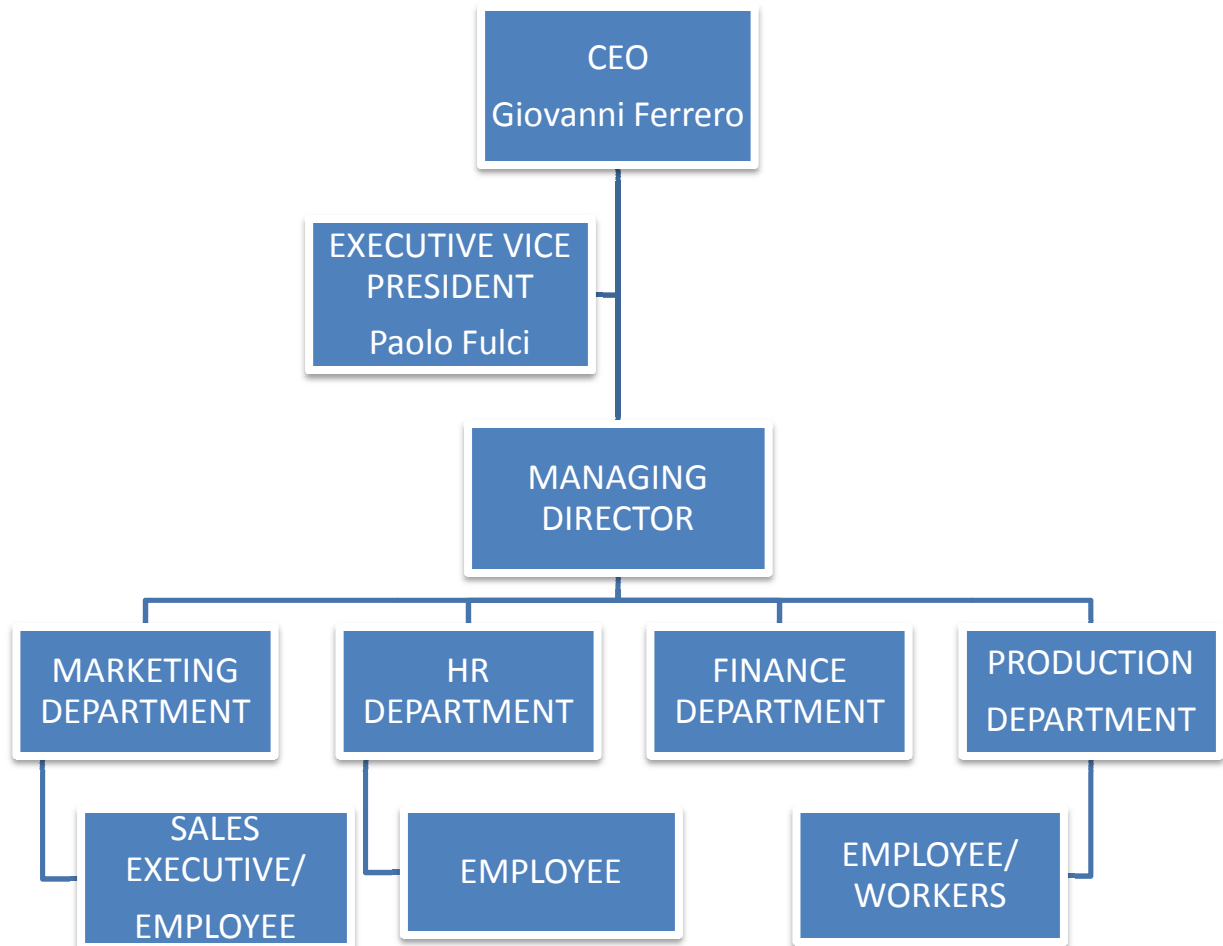 CEO
Giovanni Ferrero
EXECUTIVE VICE
PRESIDENT
Paolo Fulci
MANAGING
DIRECTOR
MARKETING
DEPARTMENT
HR
DEPARTMENT
FINANCE
DEPARTMENT
PRODUCTION
DEPARTMENT
SALES
EXECUTIVE/
EMPLOYEE
EMPLOYEE
EMPLOYEE/
WORKERS